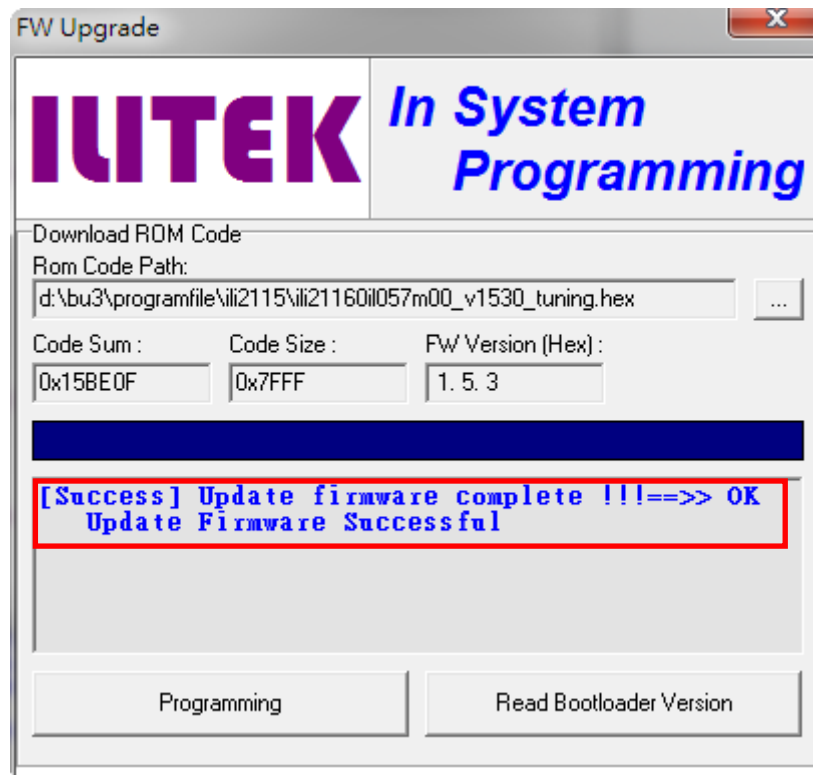 FW Upgrade
x
ILITEK
In System
Programming
Download ROM Code
Rom Code Path:
d:\bu3\programfile\ili2115\ili21160il057m00_v1530_tuning.hex
...
Code Sum : Code Size : FW Version (Hex) :
0x15BE0F 0x7FFF 1. 5. 3
[Success] Update firmware complete !!!==>> OK
Update Firmware Successful
Programming Read Bootloader Version